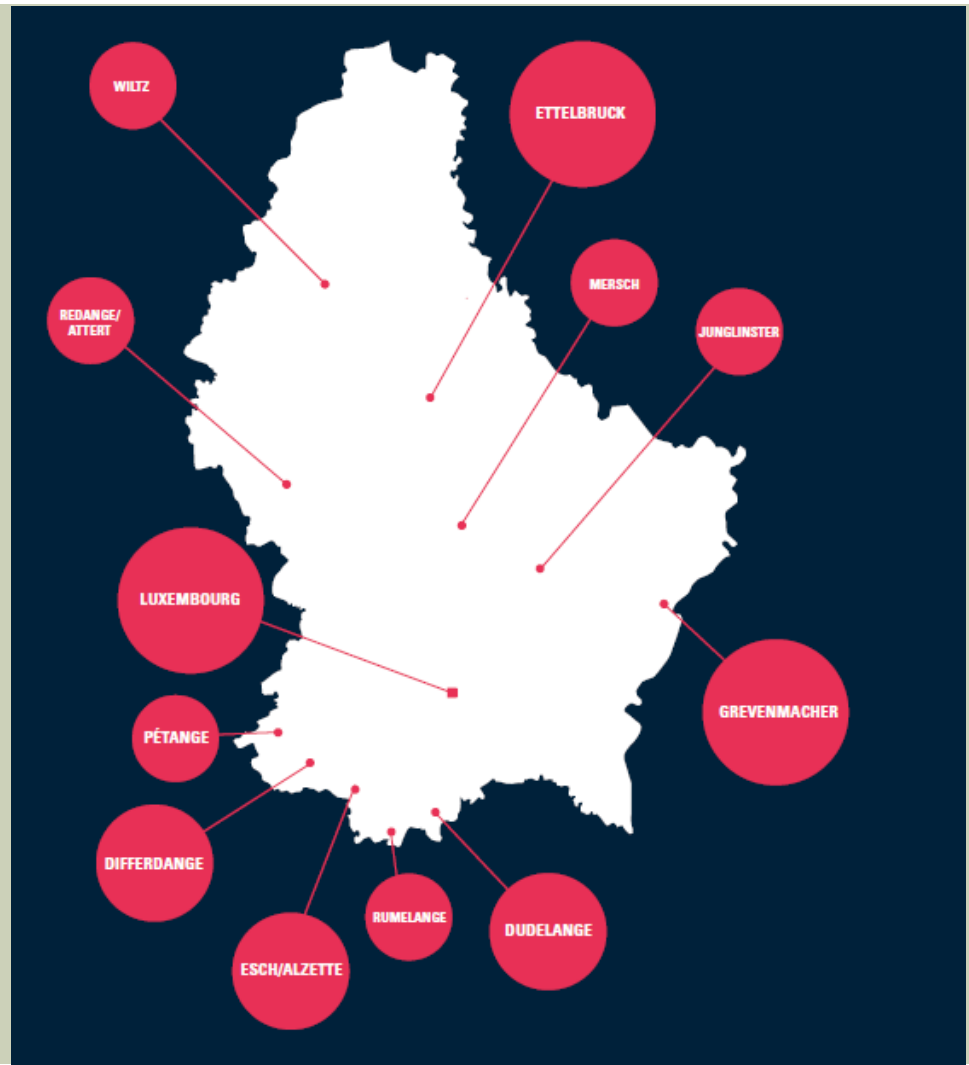 WILTZ
ETTELBRUCK
MERSCH
REDANGE/
ATTERT
JUNGLINSTER
LUXEMBOURG
GREVENMACHER
PÉTANGE
DIFFERDANGE
RUMELANGE
DUDELANGE
ESCH/ALZETTE